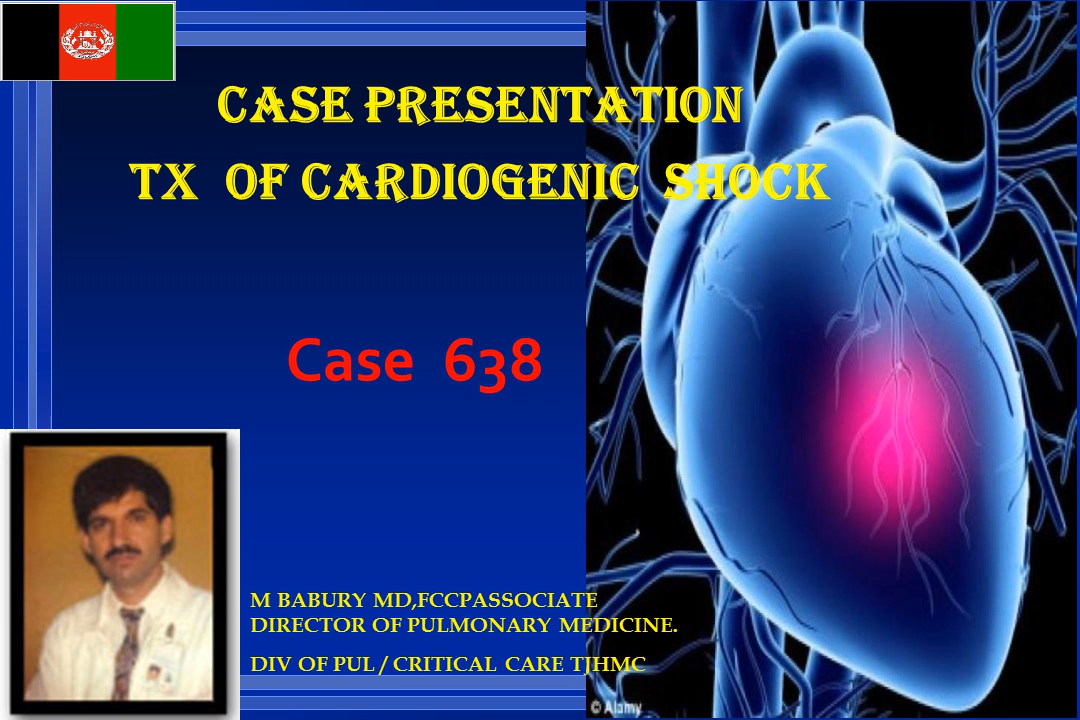 CASE PRESENTATION
TX OF CARDIOGENIC SHOCK
Case 638
M BABURY MD,FCCPASSOCIATE
DIRECTOR OF PULMONARY MEDICINE.
DIV OF PUL / CRITICAL CARE TJHMC
© Alamy